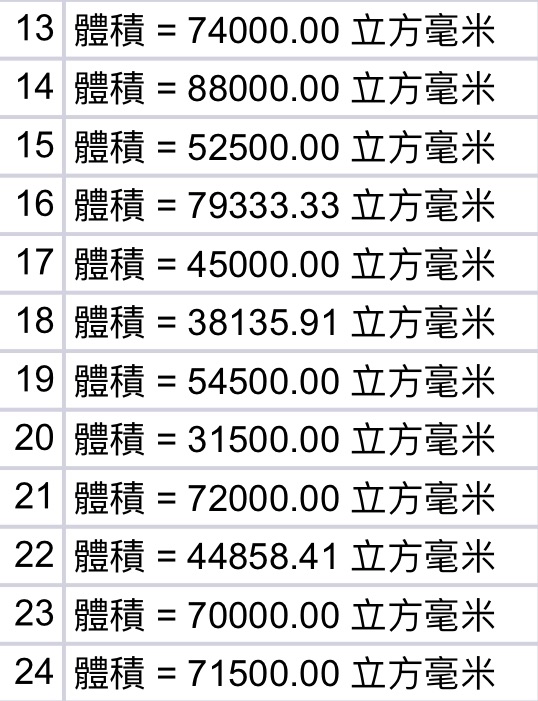 13 體積 = 74000.00 立方毫米
14 體積 = 88000.00 立方毫米
15 體積 = 52500.00 立方毫米
16 體積 = 79333.33 立方毫米
17 體積 = 45000.00 立方毫米
18 體積 = 38135.91 立方毫米
19 體積 = 54500.00 立方毫米
20 體積 = 31500.00 立方毫米
21 體積 = 72000.00 立方毫米
22 體積 = 44858.41 立方毫米
23 體積 = 70000.00 立方毫米
24 體積 = 71500.00 立方毫米